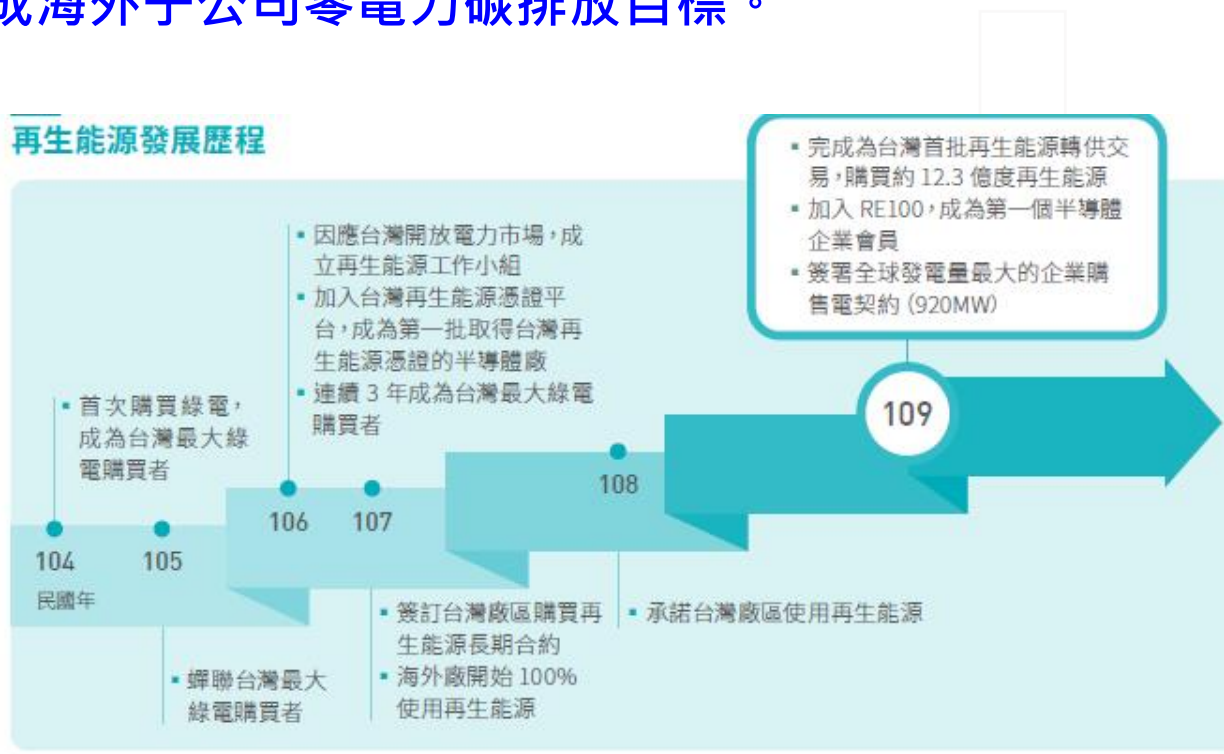 成海外子公司零電力碳排放目標。
再生能源發展歷程
▪ 完成為台灣首批再生能源轉供交
易，購買約 12.3 億度再生能源
▪ 加入 RE100，成為第一個半導體
企業會員
▪ 簽署全球發電量最大的企業購
售電契約 (920MW)
▪ 因應台灣開放電力市場，成
立再生能源工作小組
▪ 加入台灣再生能源憑證平
台，成為第一批取得台灣再
生能源憑證的半導體廠
▪ 連續 3 年成為台灣最大綠電
購買者
▪ 首次購買綠電，
成為台灣最大綠
電購買者
109
108
106
107
104
105
民國年
▪ 簽訂台灣廠區購買再
生能源長期合約
▪ 海外廠開始 100%
使用再生能源
▪ 承諾台灣廠區使用再生能源
▪ 蟬聯台灣最大
綠電購買者